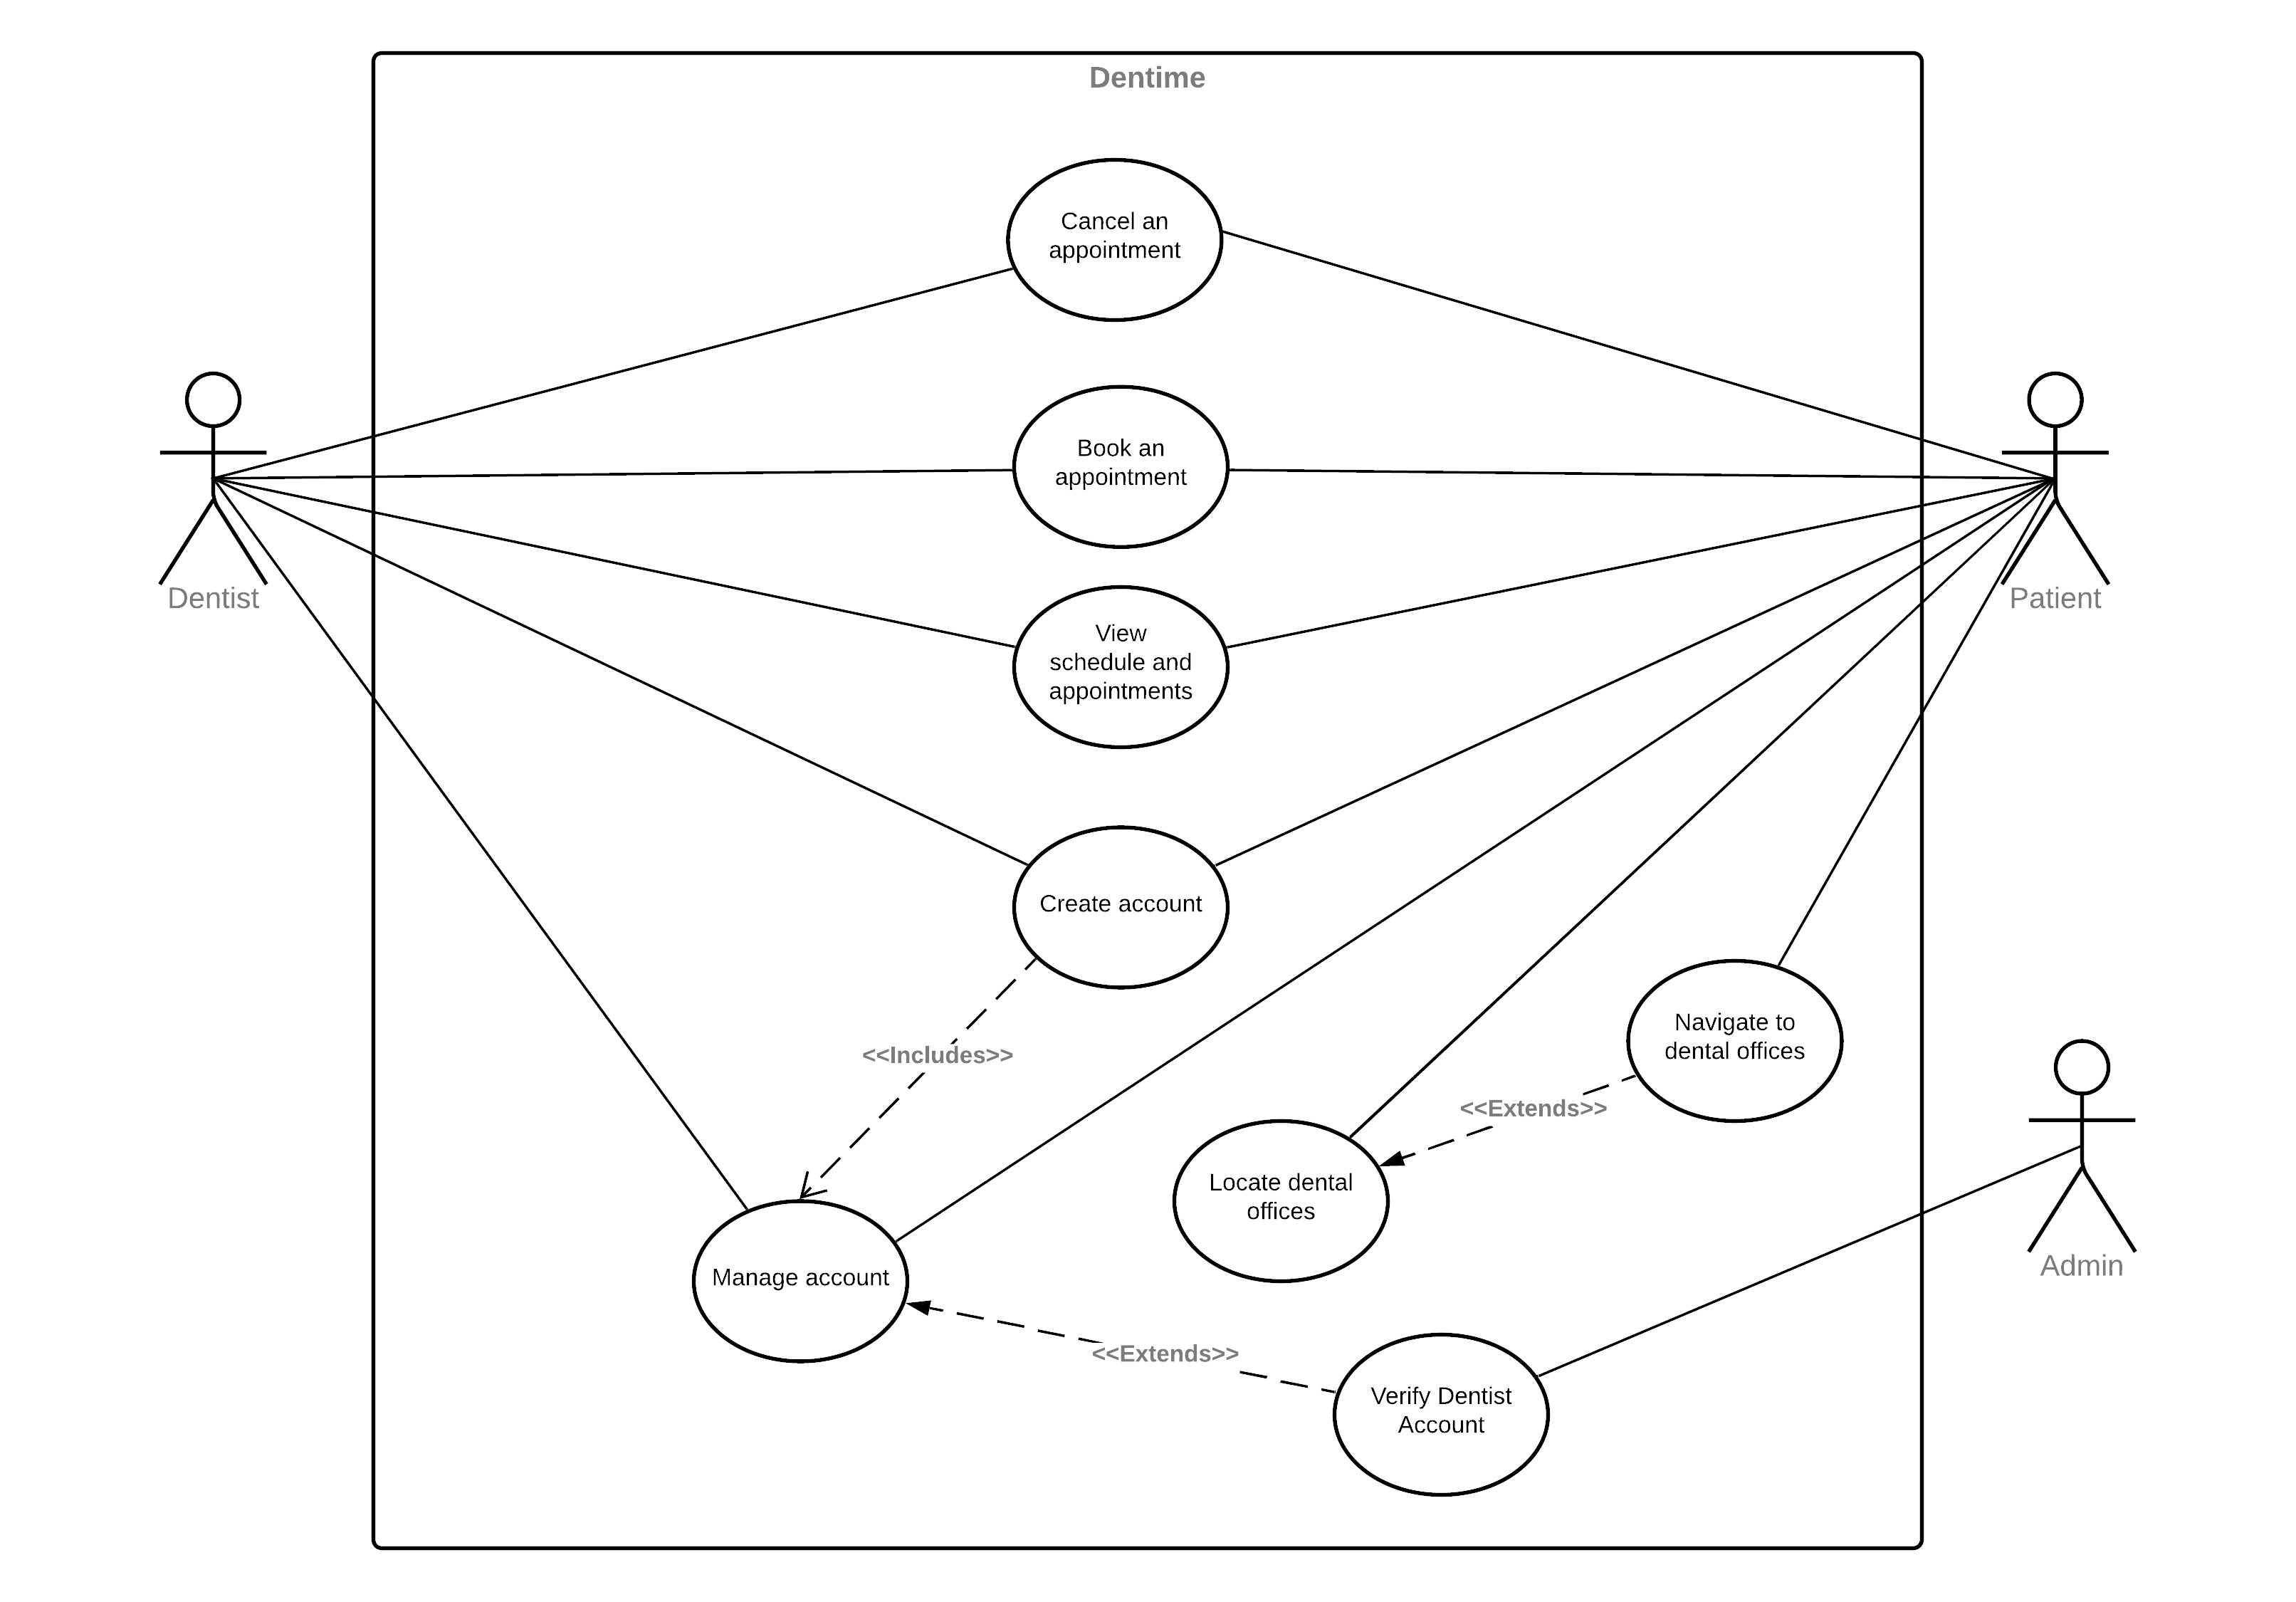 Dentime
Cancel an
appointment
Book an
appointment
Dentist
Patient
View
schedule and
appointments
Create account
Navigate to
dental offices
<<Includes>>
<<Extends>>
Locate dental
offices
Admin
Manage account
<<Extends>>
Verify Dentist
Account